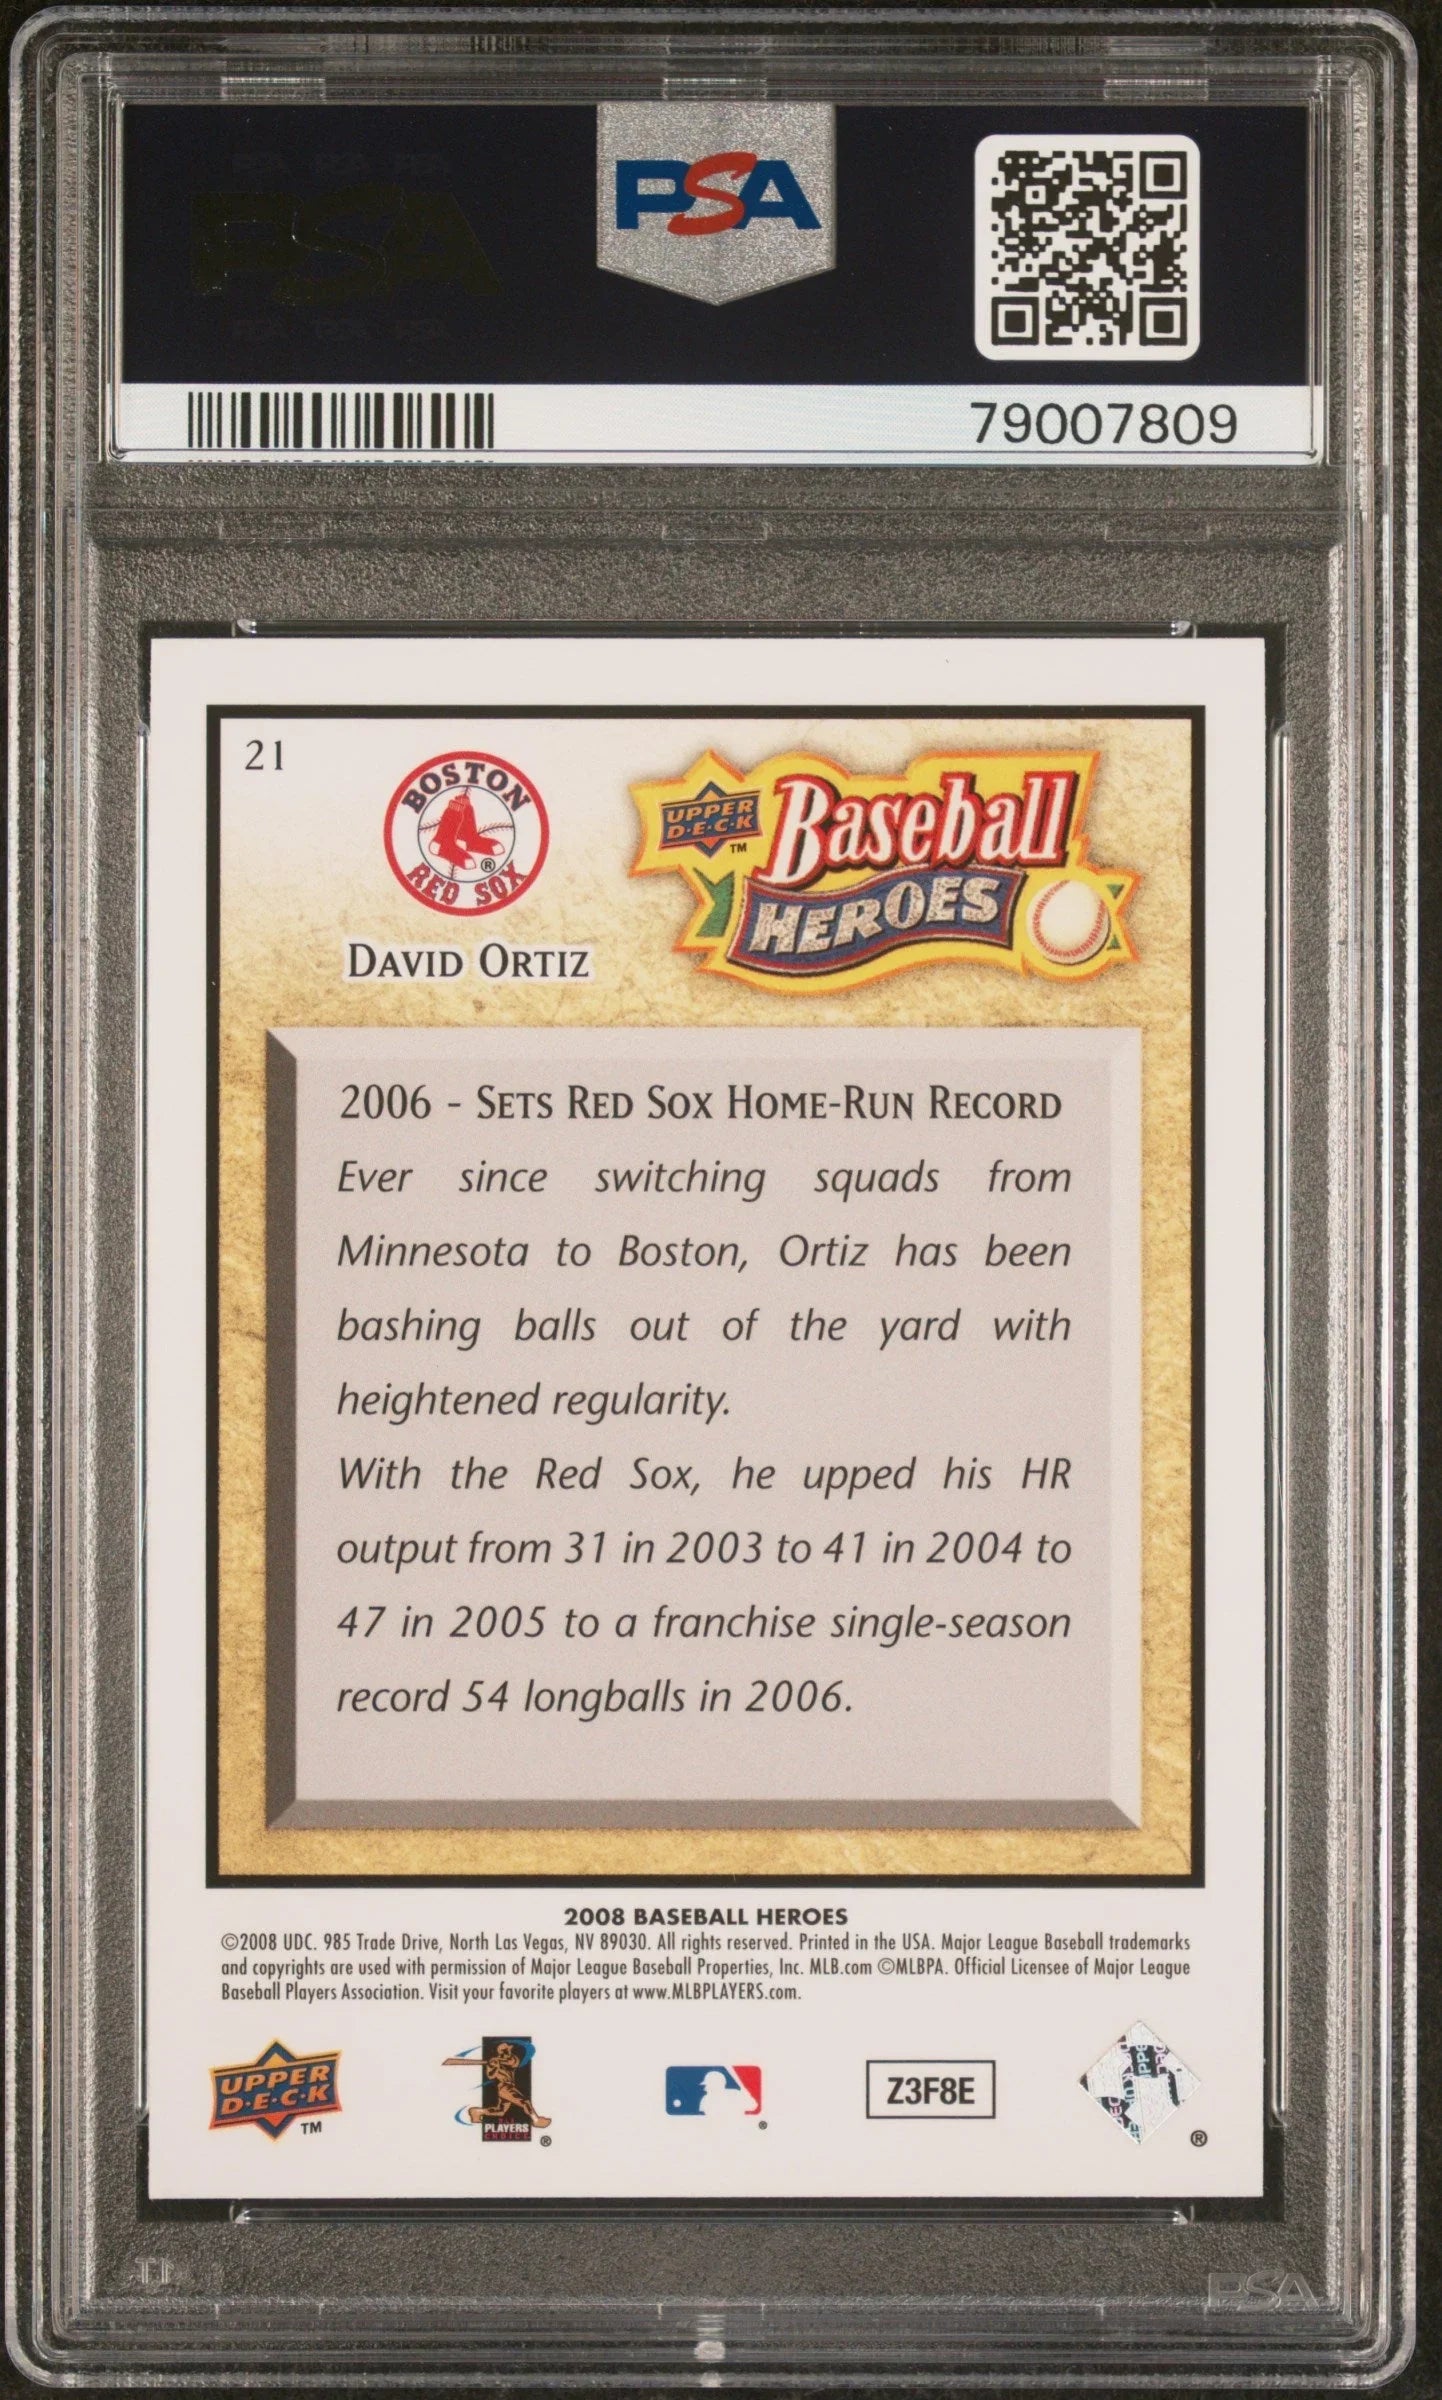 PSA
PSA
79007809
21
BOSTON
RED SOX
®
DAVID ORTIZ
UPPER
D·E·C·K
™
Baseball
HEROES
2006 - SETS RED SOX HOME-RUN RECORD
Ever since switching squads from
Minnesota to Boston, Ortiz has been
bashing balls out of the yard with
heightened regularity.
With the Red Sox, he upped his HR
output from 31 in 2003 to 41 in 2004 to
47 in 2005 to a franchise single-season
record 54 longballs in 2006.
2008 BASEBALL HEROES
©2008 UDC. 985 Trade Drive, North Las Vegas, NV 89030. All rights reserved. Printed in the USA. Major League Baseball trademarks
and copyrights are used with permission of Major League Baseball Properties, Inc. MLB.com ©MLBPA. Official Licensee of Major League
Baseball Players Association. Visit your favorite players at www.MLBPLAYERS.com.
UPPER
D·E·C·K
™
PLAYERS
CHOICE
®
®
Z3F8E
®
PSA